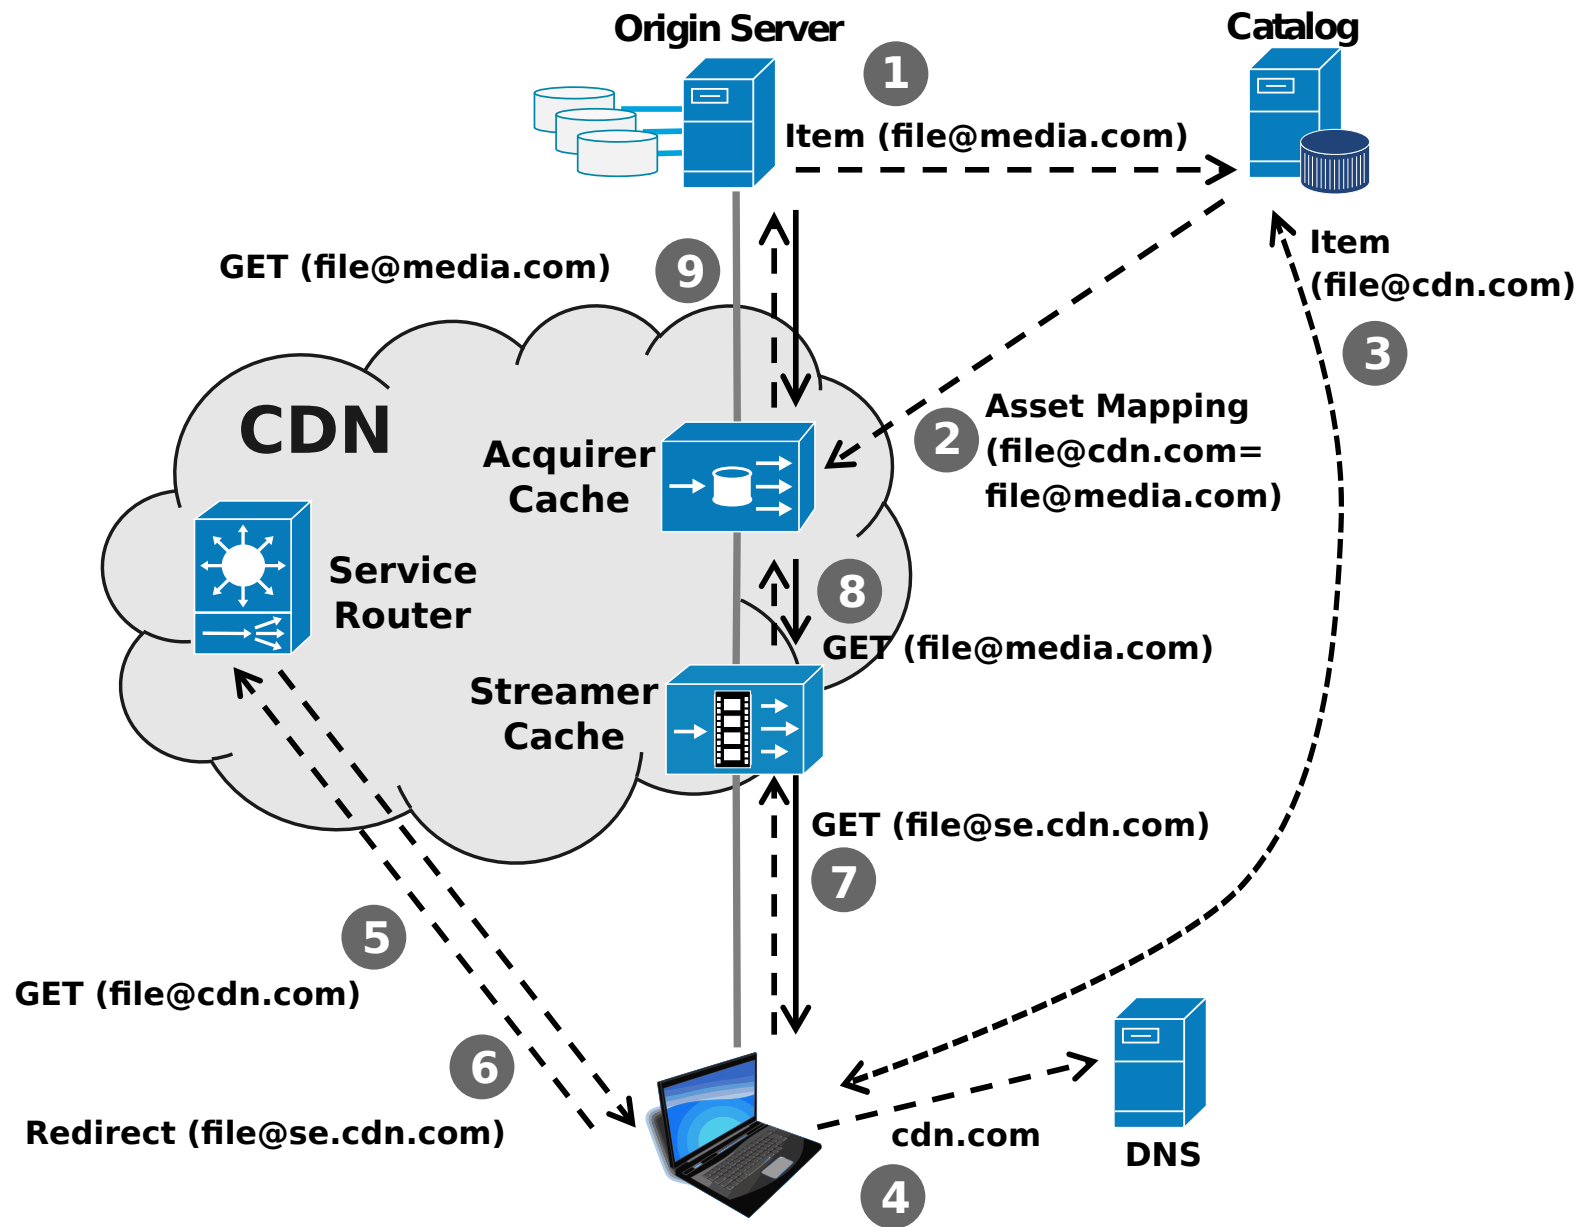 Origin Server
Catalog
1
Item (file@media.com)
GET (file@media.com)
9
Item
(file@cdn.com)
3
CDN
2
Asset Mapping
(file@cdn.com=
file@media.com)
Acquirer
Cache
Service
Router
8
GET (file@media.com)
Streamer
Cache
GET (file@se.cdn.com)
7
5
GET (file@cdn.com)
6
Redirect (file@se.cdn.com)
cdn.com
DNS
4